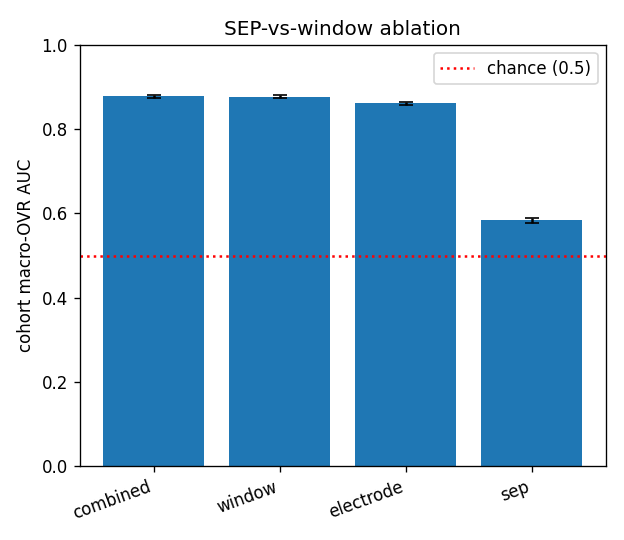 SEP-vs-window ablation
chance (0.5)
cohort macro-OVR AUC
1.0
0.8
0.6
0.4
0.2
0.0
combined
window
electrode
sep